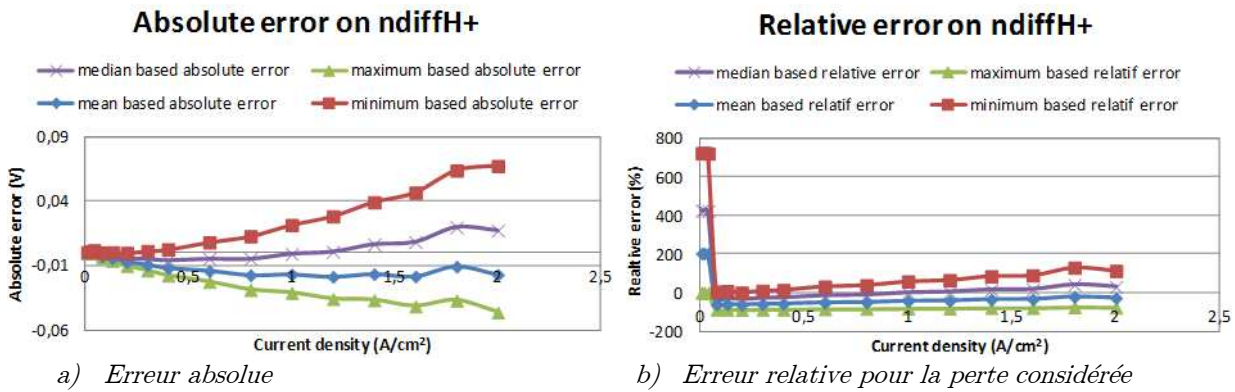 Absolute error on ndiffH+
median based absolute error
maximum based absolute error
mean based absolute error
minimum based absolute error
Absolute error (V)
0,09
0,04
-0,01
-0,06
0
0,5
1
1,5
2
2,5
Current density (A/cm²)
a) Erreur absolue
Relative error on ndiffH+
median based relative error
maximum based relatif error
mean based relatif error
minimum based relatif error
Relative error (%)
800
600
400
200
0
-200
0
0,5
1
1,5
2
2,5
Current density (A/cm²)
b) Erreur relative pour la perte considérée